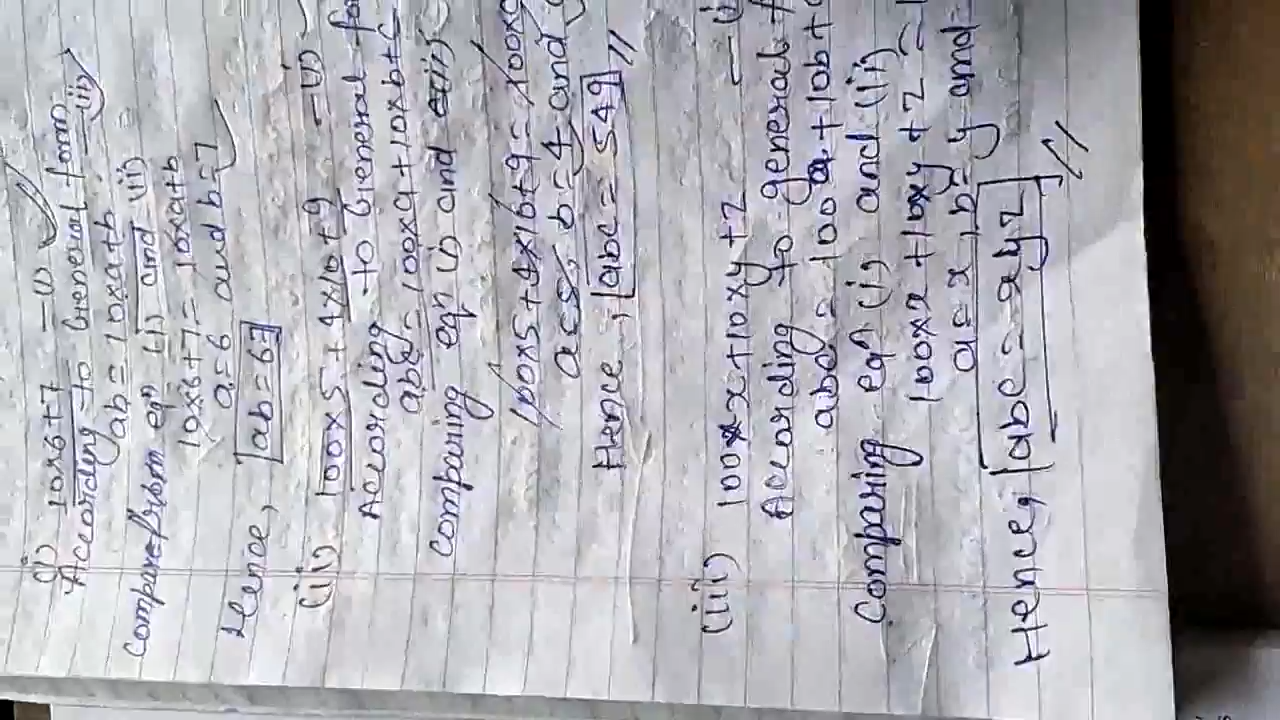 i) 10×6+7 —(i)
According to General form
ab = 10×a+b —(ii)
compare from eqn (i) and (ii)
10×6+7 = 10×a+b
a=6 and b=7
Hence, ab = 67
(ii) 100×5+4×10+9 —(i)
According to General
abc = 100×a+10×b+c
Comparing eqn (i) and (ii)
100×5+4×10+9 = 100×
a=5, b=4 and
Hence, abc = 549
(iii) 100×x+10×y+z
According to general
abc = 100 a+10b+
Comparing eqn (i) and (ii)
100×x+10×y+z =
a=x, b=y and
Hence, abc = xyz